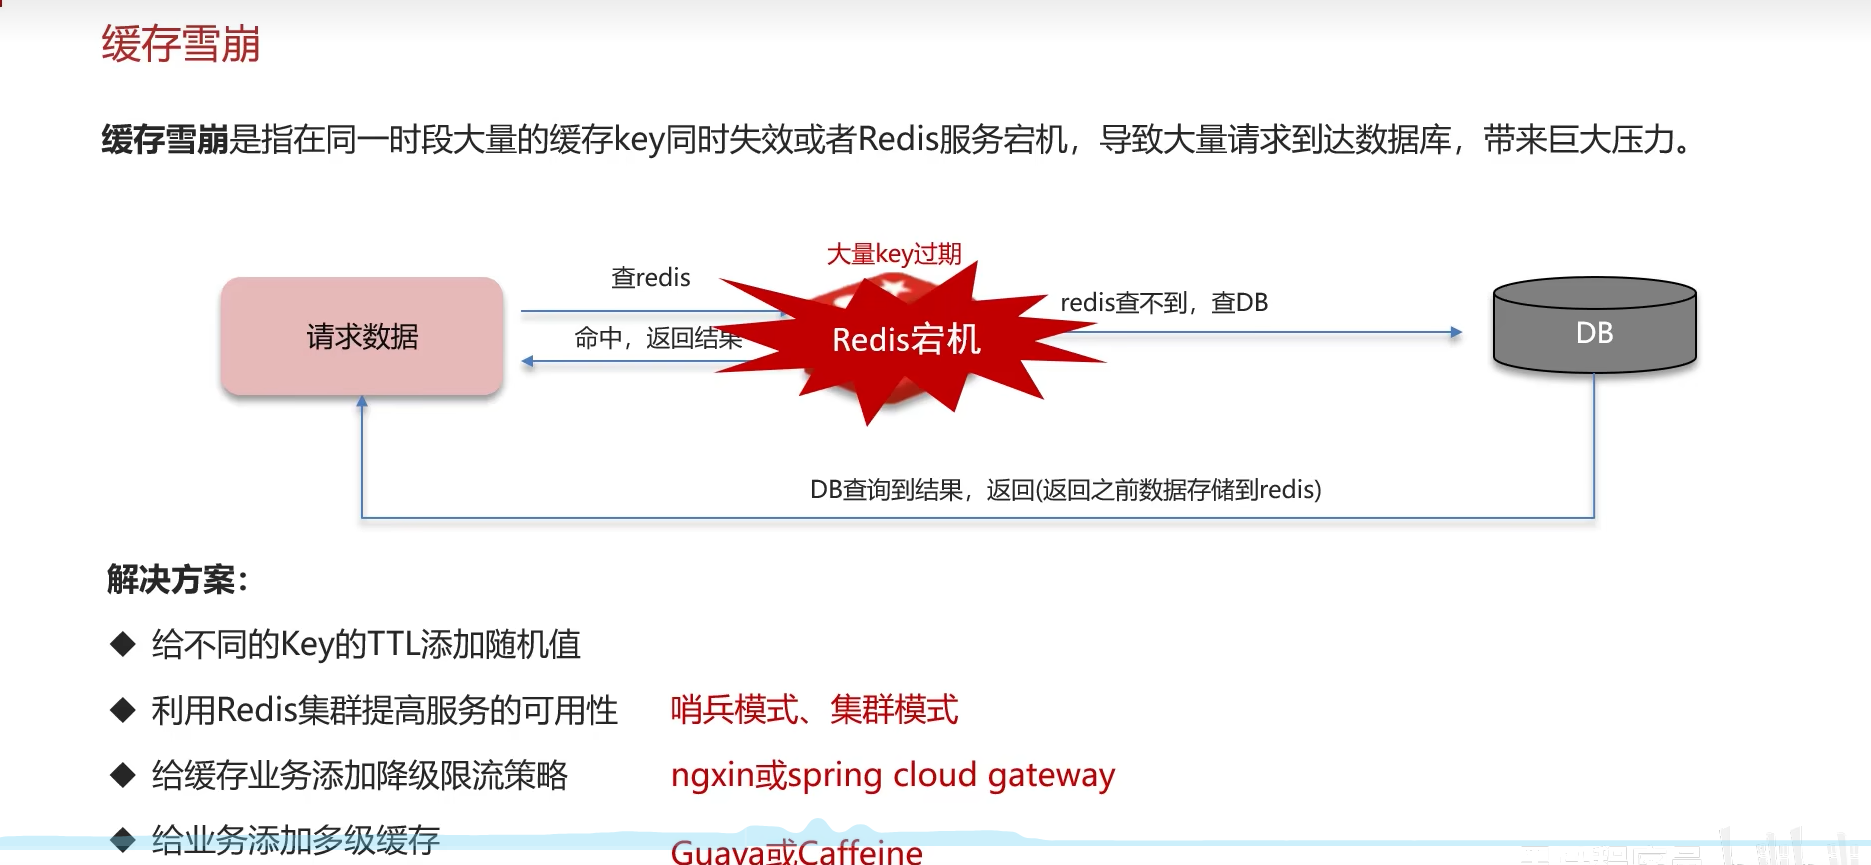 缓存雪崩
缓存雪崩是指在同一时段大量的缓存key同时失效或者Redis服务宕机，导致大量请求到达数据库，带来巨大压力。
大量key过期
查redis
redis查不到，查DB
请求数据
命中，返回结果
Redis宕机
DB
DB查询到结果，返回(返回之前数据存储到redis)
解决方案：
◆ 给不同的Key的TTL添加随机值
◆ 利用Redis集群提高服务的可用性 哨兵模式、集群模式
◆ 给缓存业务添加降级限流策略 ngxin或spring cloud gateway
◆ 给业务添加多级缓存 Guava或Caffeine